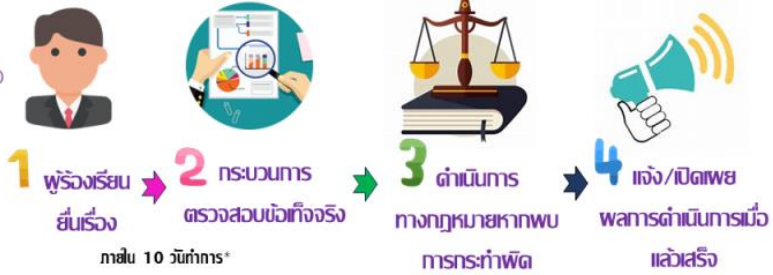 1 ผู้ร้องเรียน
ยื่นเรื่อง
ภายใน 10 วันทำการ*
2 กระบวนการ
ตรวจสอบข้อเท็จจริง
3 ดำเนินการ
ทางกฎหมายหากพบ
การกระทำผิด
4 แจ้ง/เปิดเผย
ผลการดำเนินการเมื่อ
แล้วเสร็จ